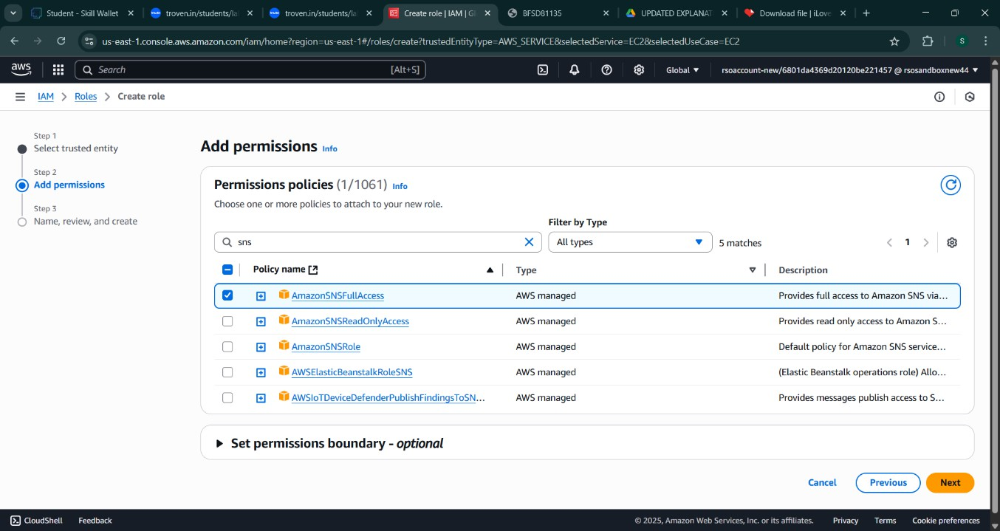 Student - Skill Wallet
troven.in/students/la
troven.in/students/la
Create role | IAM | Gl
BFSD81135
UPDATED EXPLANAT
Download file | iLove
us-east-1.console.aws.amazon.com/iam/home?region=us-east-1#/roles/create?trustedEntityType=AWS_SERVICE&selectedService=EC2&selectedUseCase=EC2
S
aws
Search
[Alt+S]
Global
rsoaccount-new/6801da4369d20120be221457 @ rsosandboxnew44
IAM > Roles > Create role
Step 1
Select trusted entity
Step 2
Add permissions
Step 3
Name, review, and create
Add permissions Info
Permissions policies (1/1061) Info
Choose one or more policies to attach to your new role.
Filter by Type
sns
All types
5 matches
1
Policy name
Type
Description
AmazonSNSFullAccess AWS managed Provides full access to Amazon SNS via...
AmazonSNSReadOnlyAccess AWS managed Provides read only access to Amazon S...
AmazonSNSRole AWS managed Default policy for Amazon SNS service...
AWSElasticBeanstalkRoleSNS AWS managed (Elastic Beanstalk operations role) Allo...
AWSIoTDeviceDefenderPublishFindingsToSN... AWS managed Provides messages publish access to S...
Set permissions boundary - optional
Cancel
Previous
Next
CloudShell
Feedback
© 2025, Amazon Web Services, Inc. or its affiliates.
Privacy
Terms
Cookie preferences